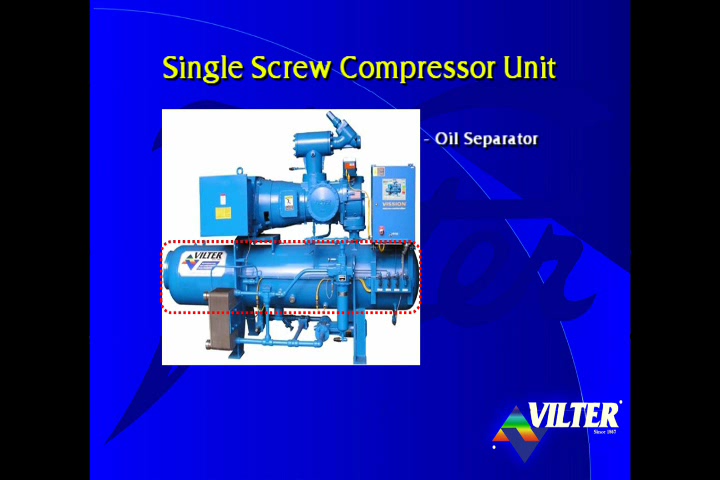 Single Screw Compressor Unit
- Oil Separator
VISSION
VILTER
VILTER
Since 1867